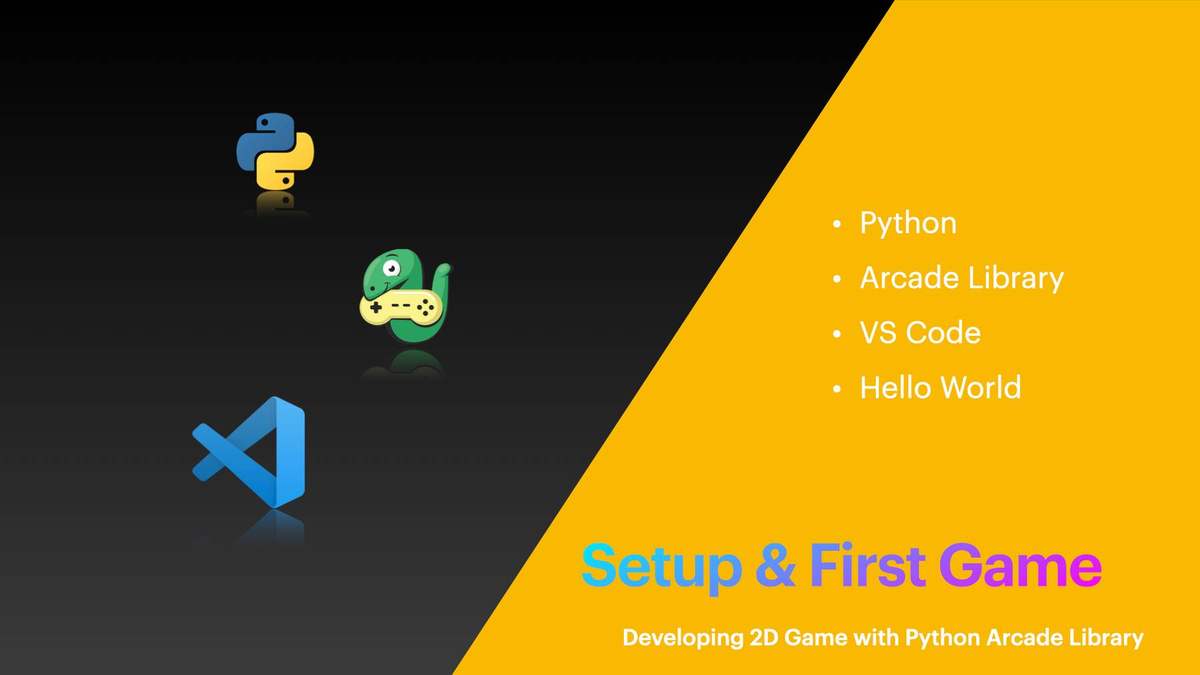 • Python
• Arcade Library
• VS Code
• Hello World
Setup & First Game
Developing 2D Game with Python Arcade Library